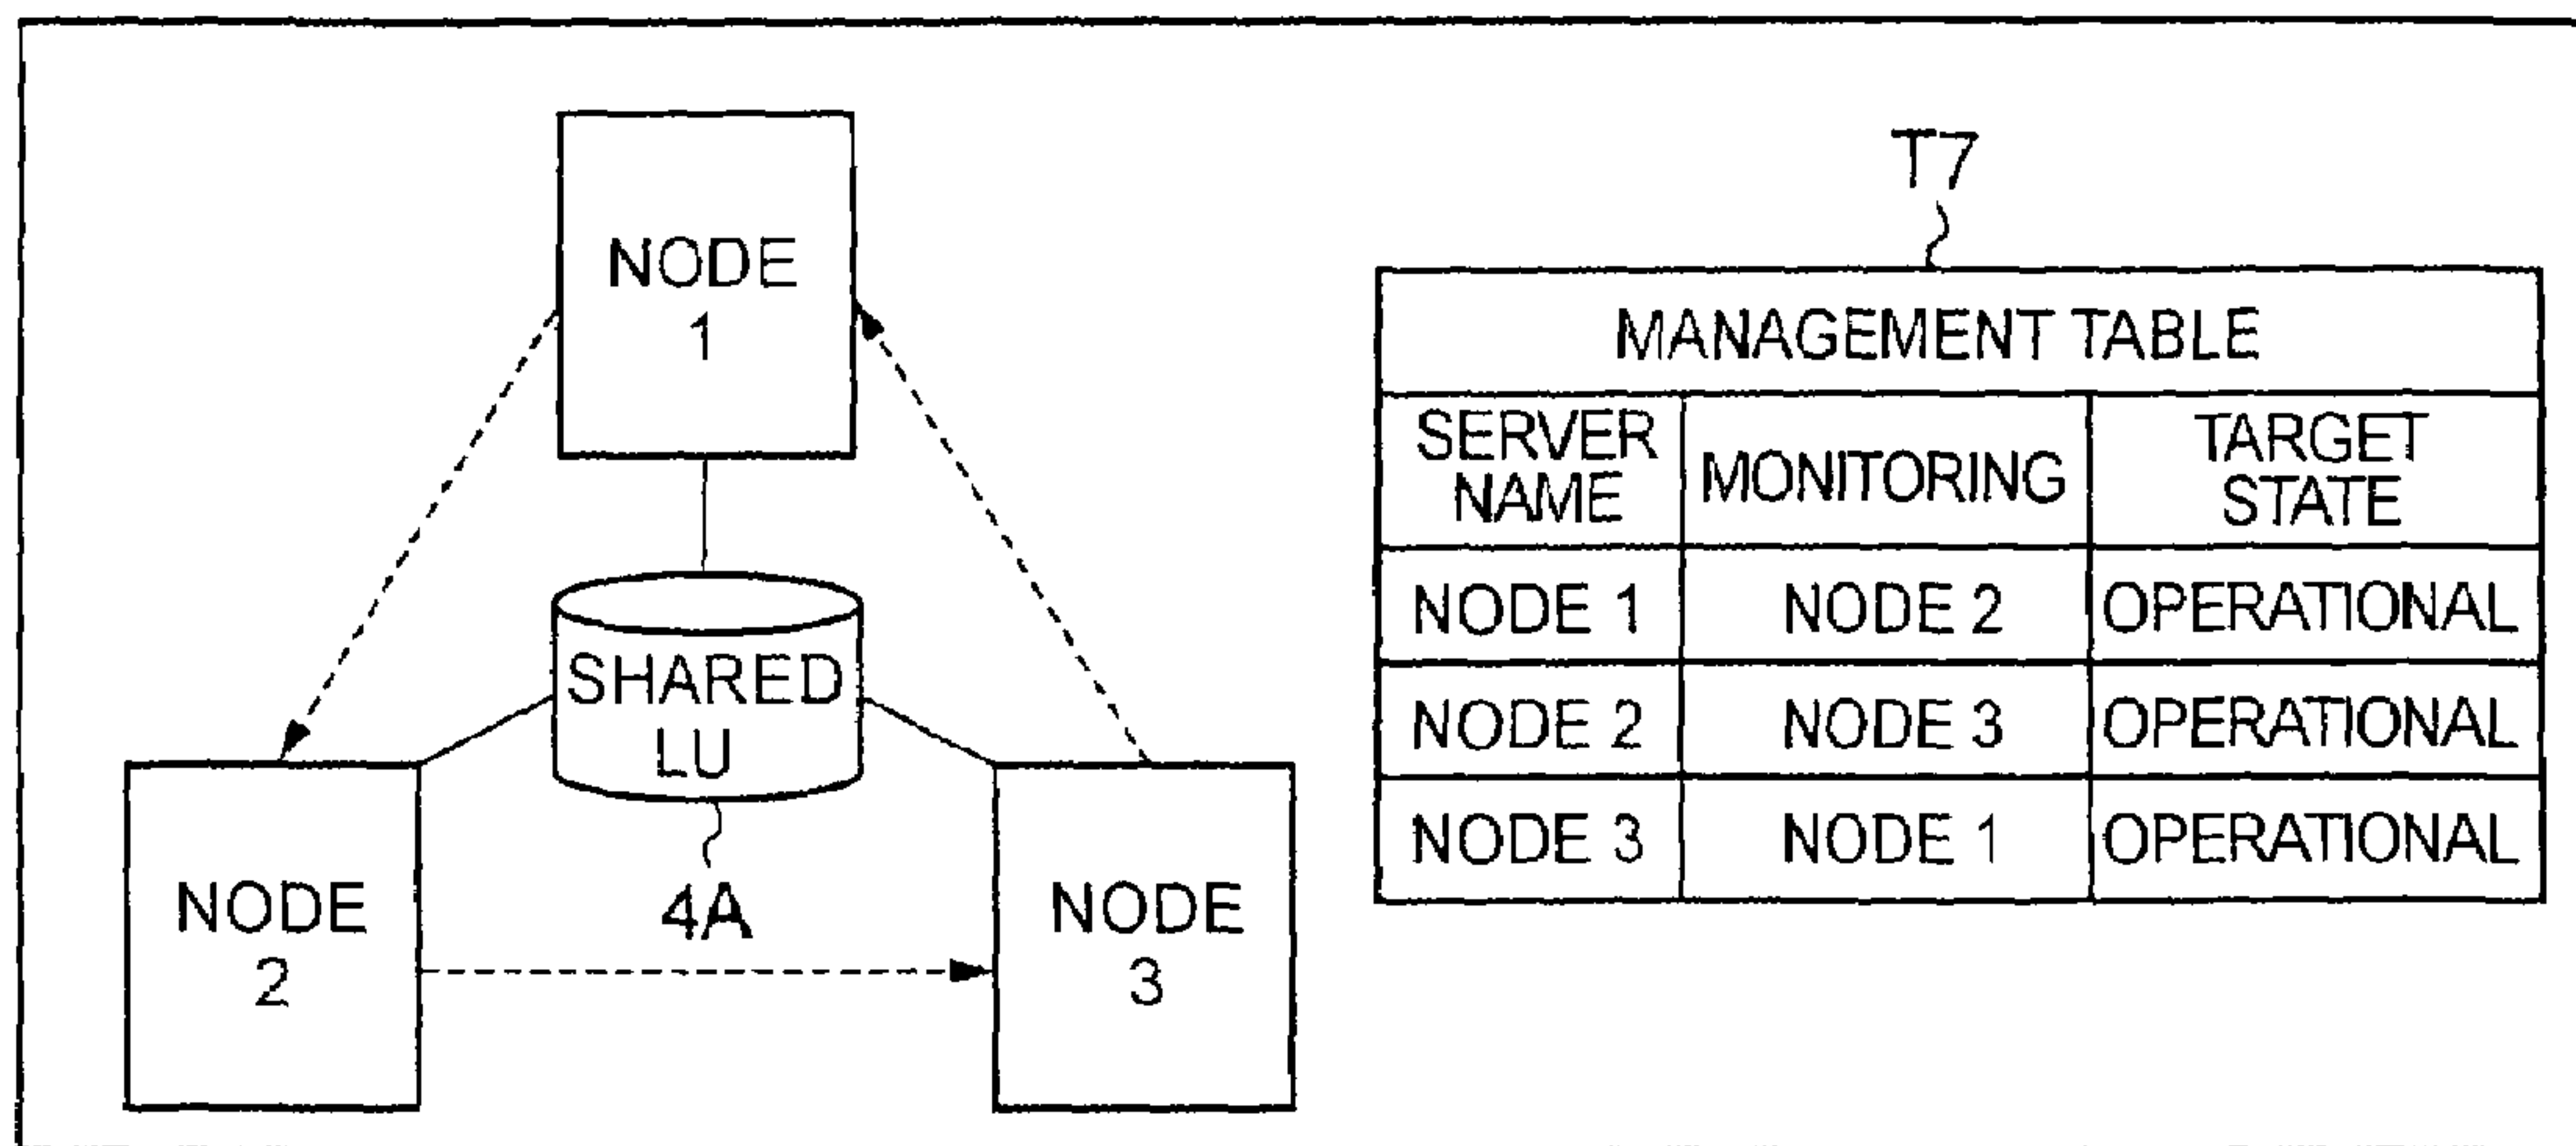 NODE
1
SHARED
LU
4A
NODE
2
NODE
3
T7
MANAGEMENT TABLE
SERVER
NAME
MONITORING
TARGET
STATE
NODE 1
NODE 2
OPERATIONAL
NODE 2
NODE 3
OPERATIONAL
NODE 3
NODE 1
OPERATIONAL